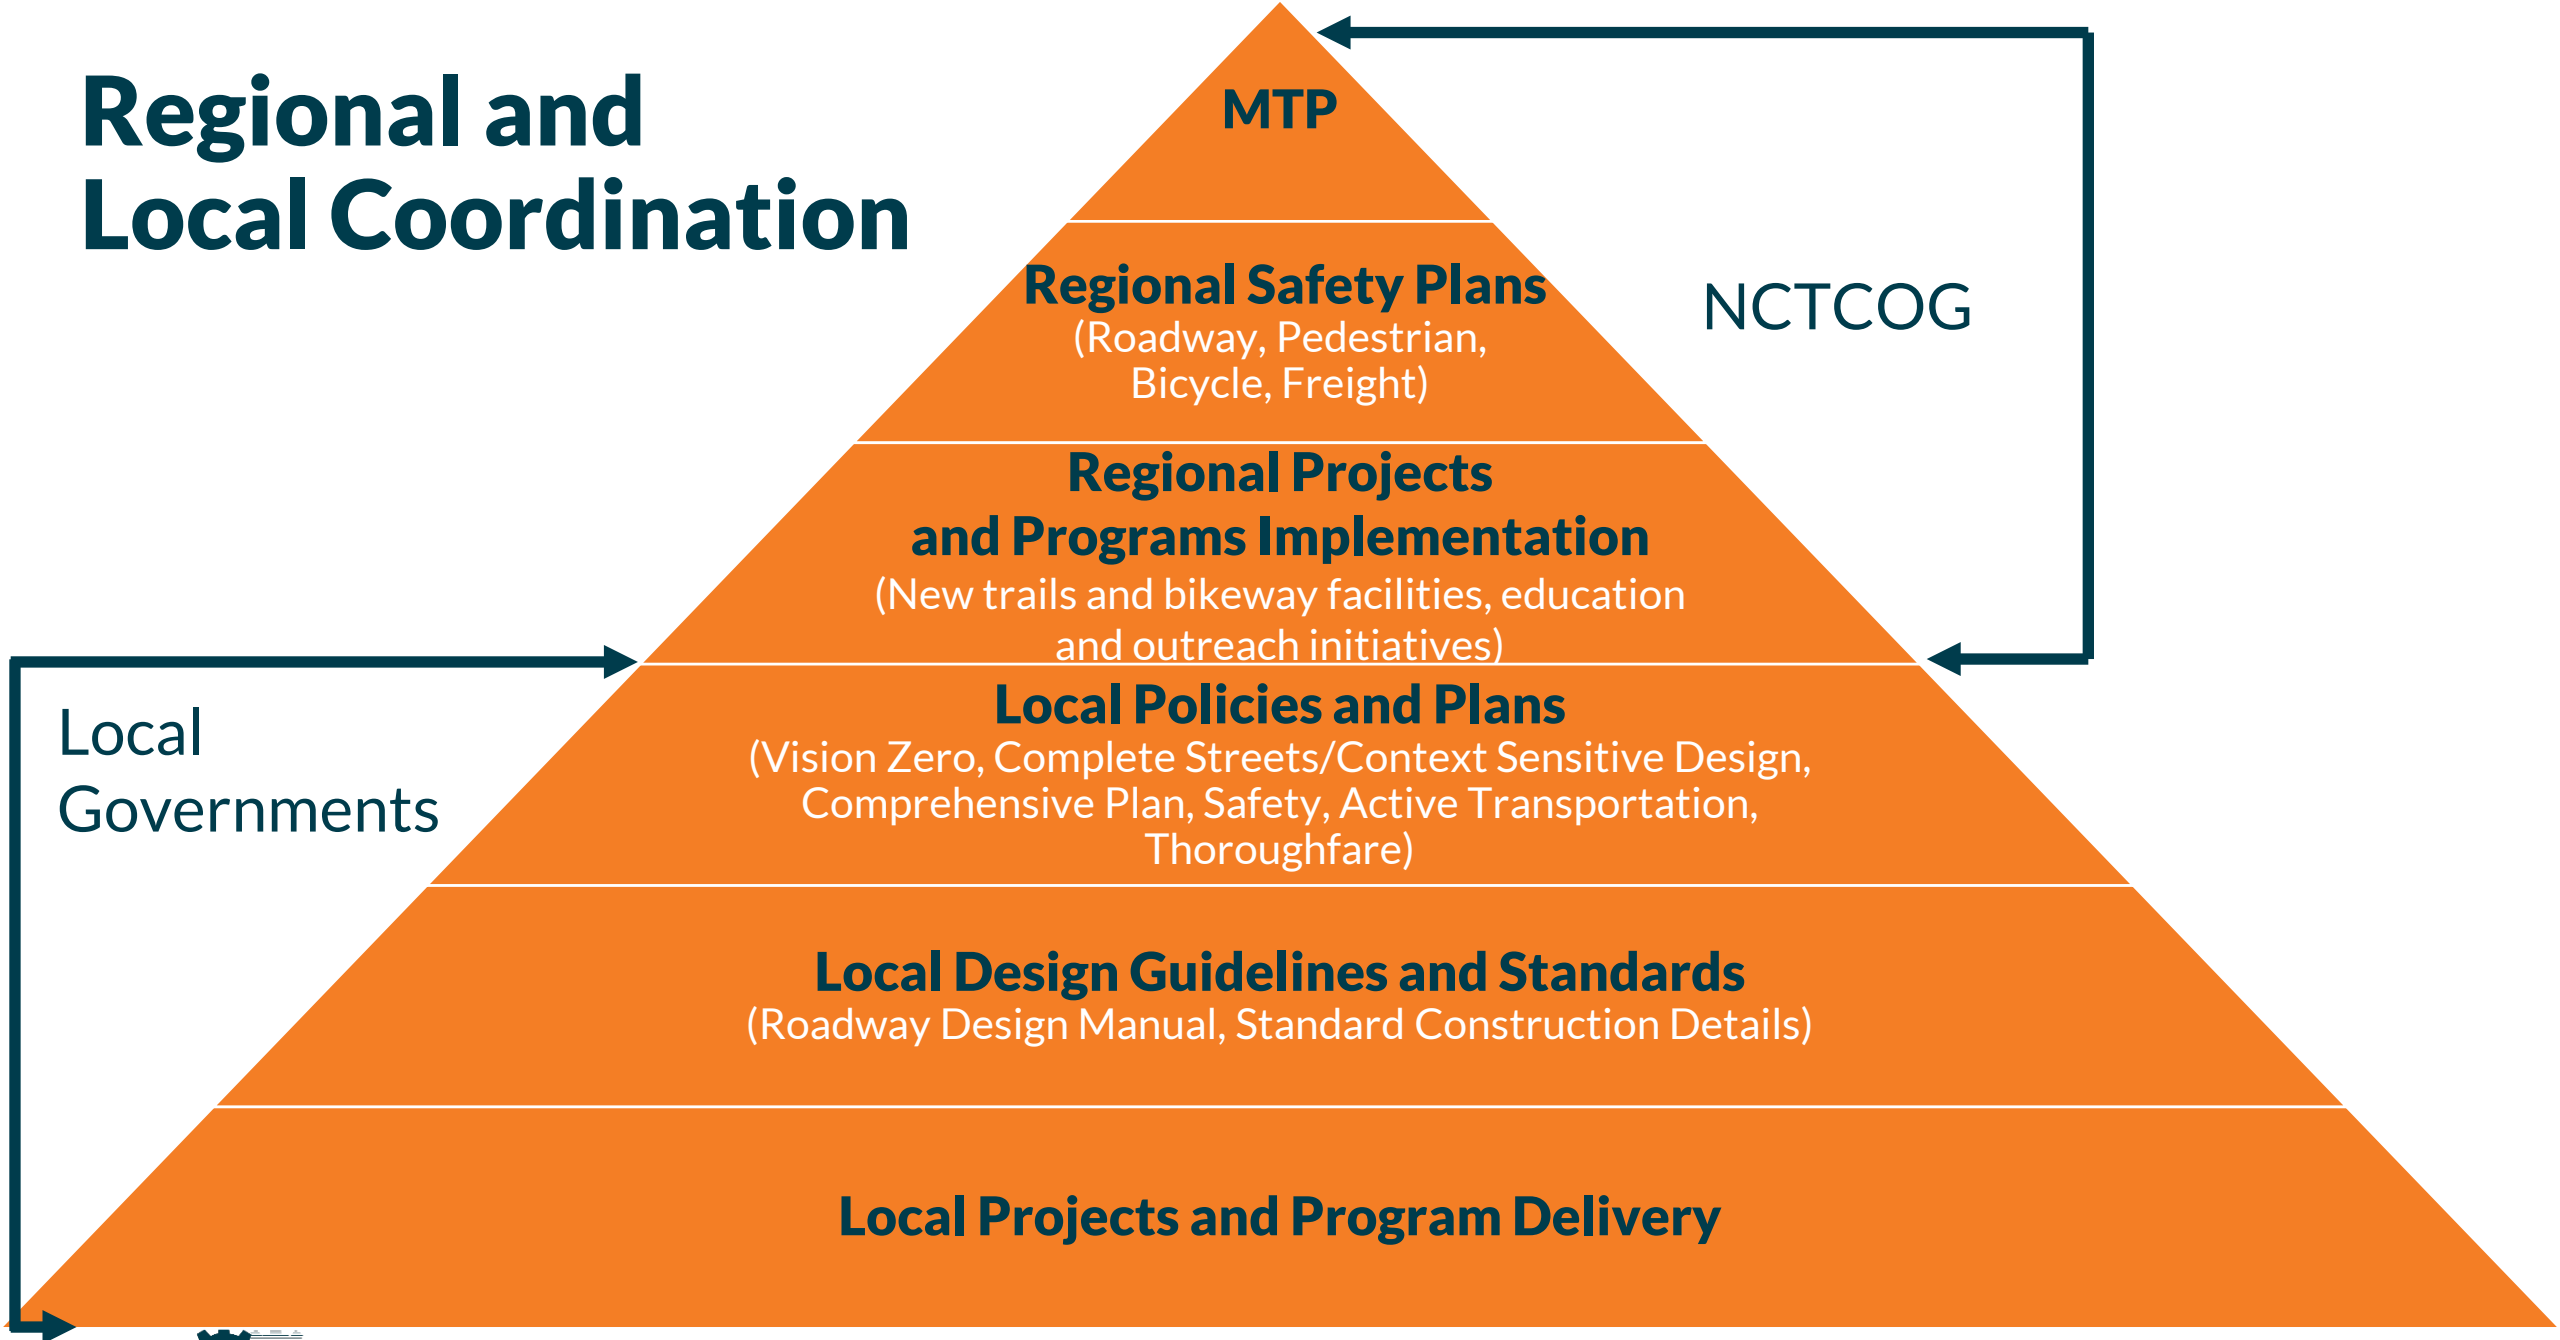 Regional and
Local Coordination
MTP
Regional Safety Plans
(Roadway, Pedestrian,
Bicycle, Freight)
NCTCOG
Regional Projects
and Programs Implementation
(New trails and bikeway facilities, education
and outreach initiatives)
Local
Governments
Local Policies and Plans
(Vision Zero, Complete Streets/Context Sensitive Design,
Comprehensive Plan, Safety, Active Transportation,
Thoroughfare)
Local Design Guidelines and Standards
(Roadway Design Manual, Standard Construction Details)
Local Projects and Program Delivery